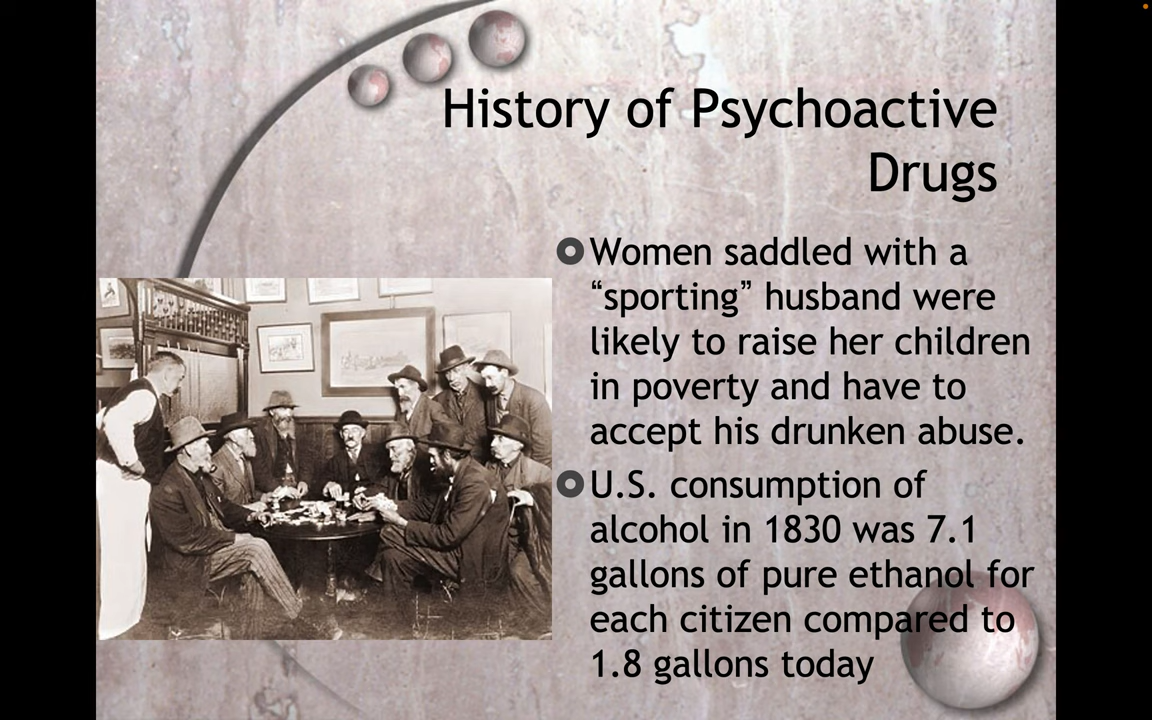 History of Psychoactive
Drugs
Women saddled with a
“sporting” husband were
likely to raise her children
in poverty and have to
accept his drunken abuse.
U.S. consumption of
alcohol in 1830 was 7.1
gallons of pure ethanol for
each citizen compared to
1.8 gallons today